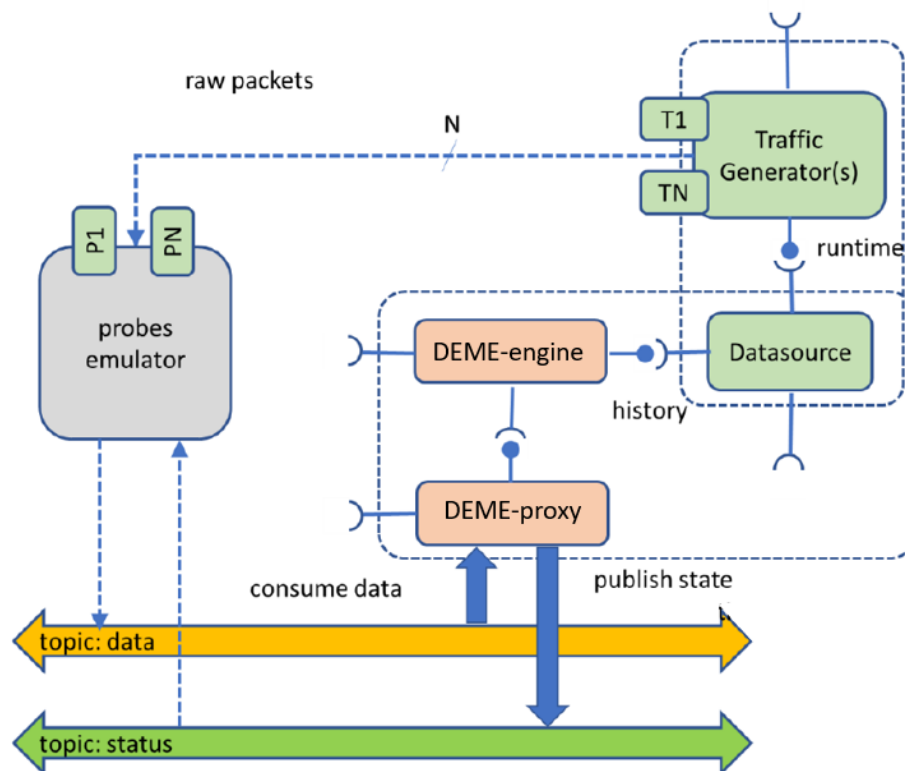 raw packets
N
T1
Traffic
Generator(s)
TN
P1
PN
runtime
probes
emulator
DEME-engine
Datasource
history
DEME-proxy
consume data
publish state
topic: data
topic: status